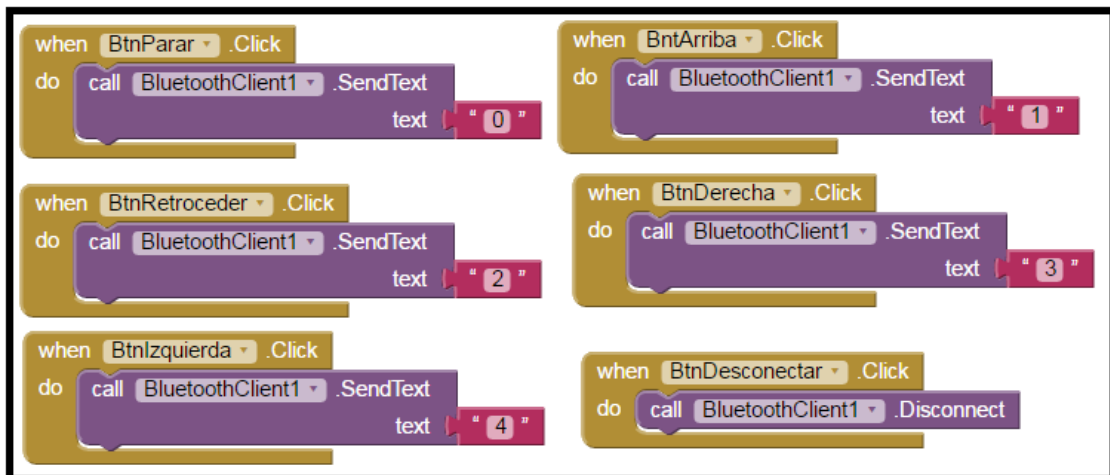 when BtnParar .Click
do call BluetoothClient1 .SendText
text " 0 "
when BntArriba .Click
do call BluetoothClient1 .SendText
text " 1 "
when BtnRetroceder .Click
do call BluetoothClient1 .SendText
text " 2 "
when BtnDerecha .Click
do call BluetoothClient1 .SendText
text " 3 "
when BtnIzquierda .Click
do call BluetoothClient1 .SendText
text " 4 "
when BtnDesconectar .Click
do call BluetoothClient1 .Disconnect